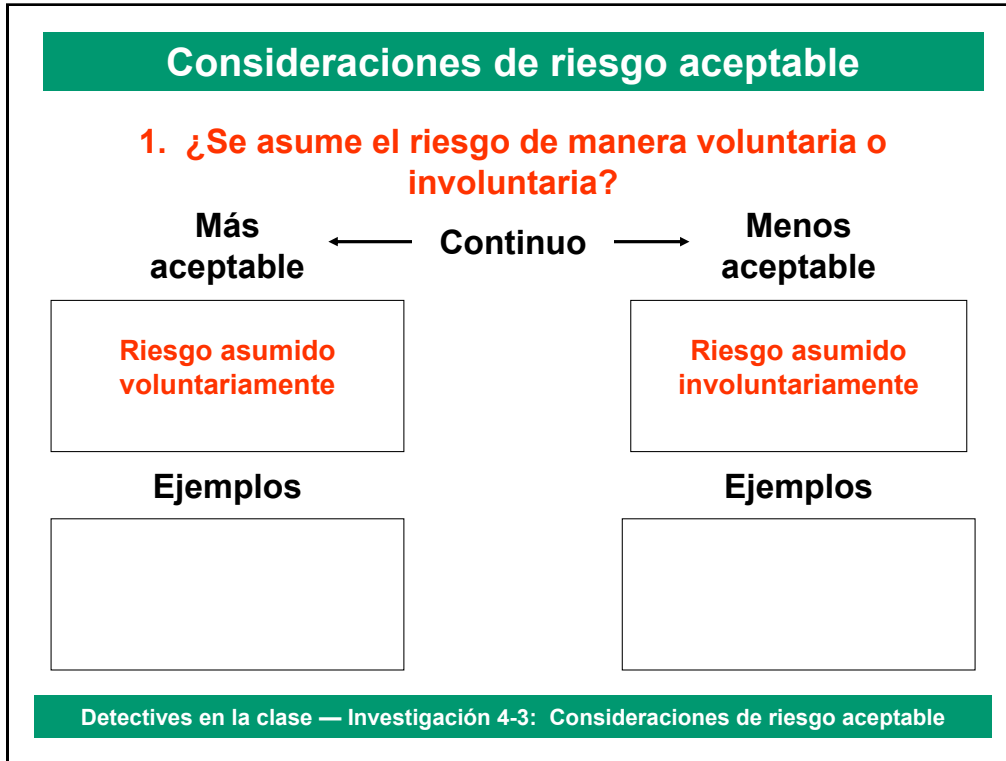 Consideraciones de riesgo aceptable
1. ¿Se asume el riesgo de manera voluntaria o
involuntaria?
Más
aceptable
Continuo
Menos
aceptable
Riesgo asumido
voluntariamente
Riesgo asumido
involuntariamente
Ejemplos
Ejemplos
Detectives en la clase — Investigación 4-3: Consideraciones de riesgo aceptable